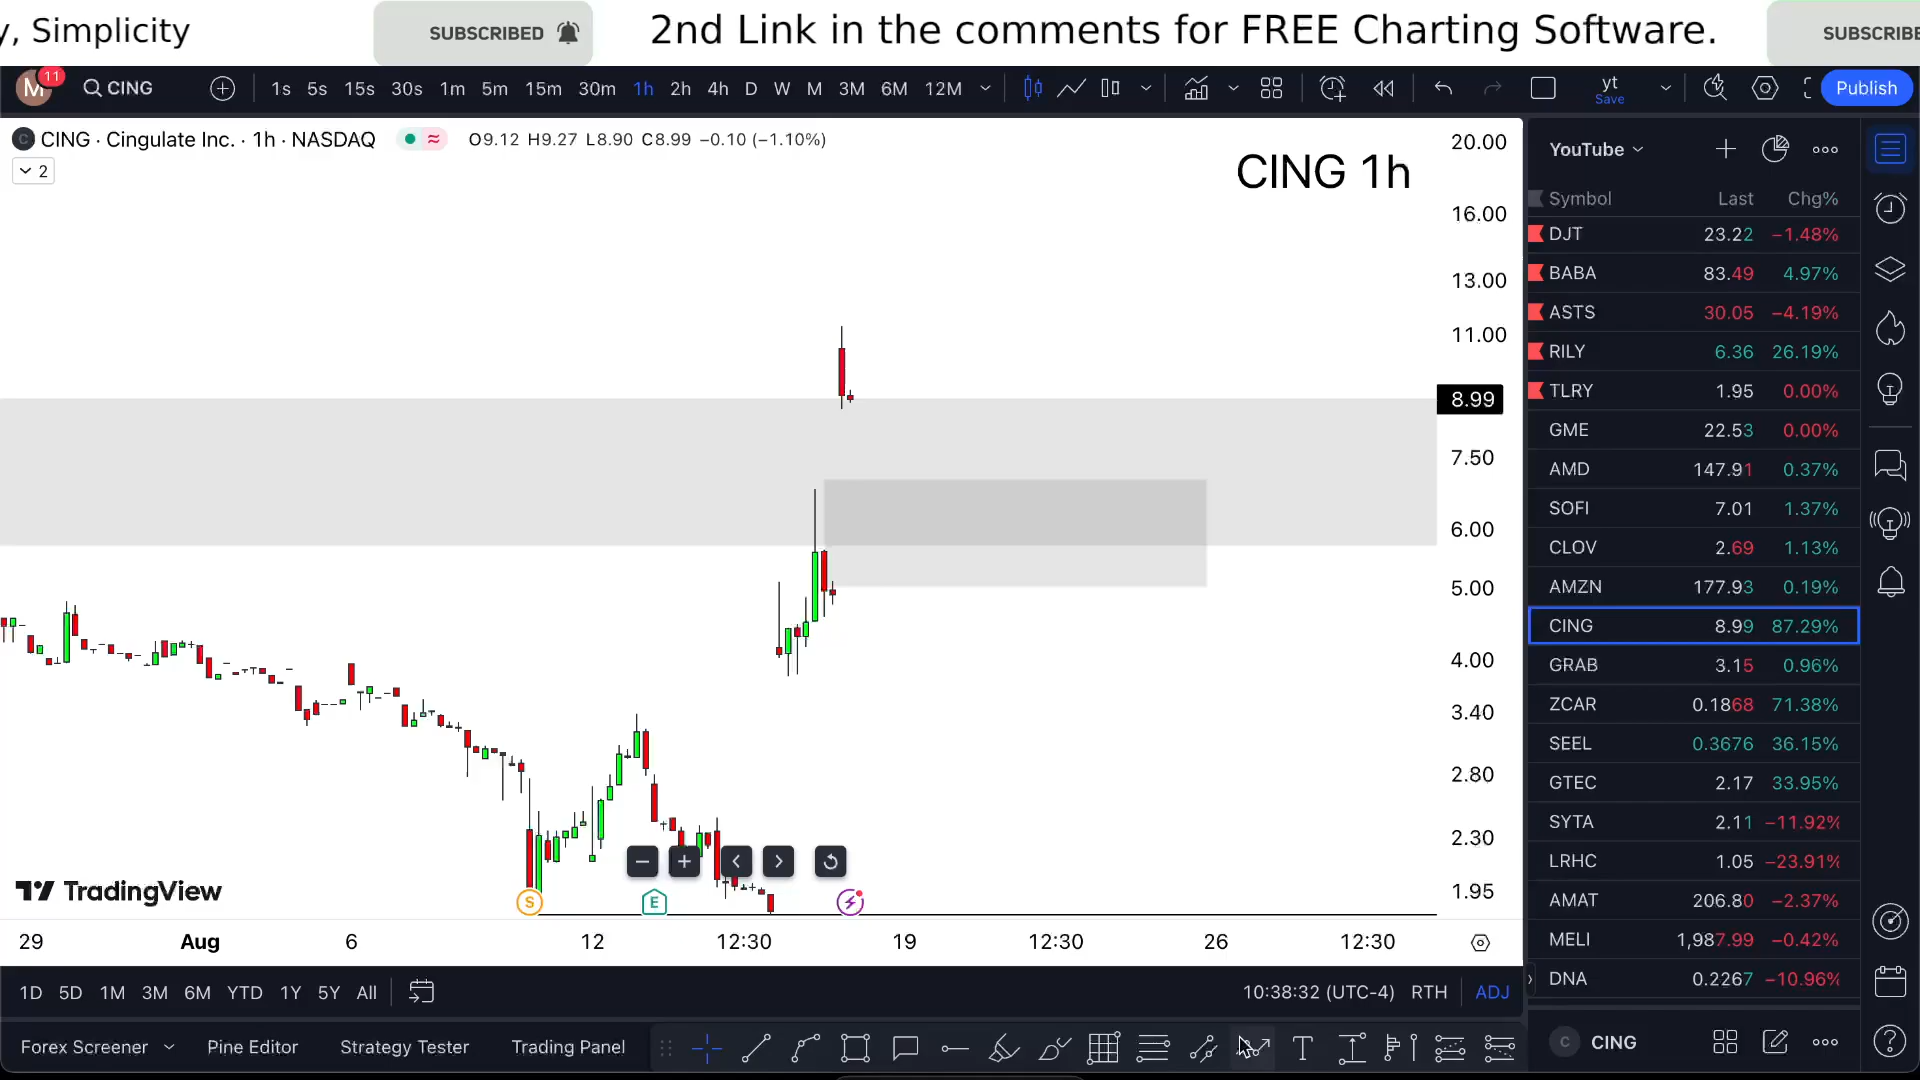 y, Simplicity SUBSCRIBED 2nd Link in the comments for FREE Charting Software. SUBSCRIBE
M 11 CING 1s 5s 15s 30s 1m 5m 15m 30m 1h 2h 4h D W M 3M 6M 12M yt Save Publish
C CING · Cingulate Inc. · 1h · NASDAQ O9.12 H9.27 L8.90 C8.99 −0.10 (−1.10%)
2
CING 1h
20.00
16.00
13.00
11.00
8.99
7.50
6.00
5.00
4.00
3.40
2.80
2.30
1.95
TradingView
S E
29 Aug 6 12 12:30 19 12:30 26 12:30
1D 5D 1M 3M 6M YTD 1Y 5Y All 10:38:32 (UTC-4) RTH ADJ
Forex Screener Pine Editor Strategy Tester Trading Panel
YouTube
Symbol Last Chg%
DJT 23.22 −1.48%
BABA 83.49 4.97%
ASTS 30.05 −4.19%
RILY 6.36 26.19%
TLRY 1.95 0.00%
GME 22.53 0.00%
AMD 147.91 0.37%
SOFI 7.01 1.37%
CLOV 2.69 1.13%
AMZN 177.93 0.19%
CING 8.99 87.29%
GRAB 3.15 0.96%
ZCAR 0.1868 71.38%
SEEL 0.3676 36.15%
GTEC 2.17 33.95%
SYTA 2.11 −11.92%
LRHC 1.05 −23.91%
AMAT 206.80 −2.37%
MELI 1,987.99 −0.42%
DNA 0.2267 −10.96%
C CING